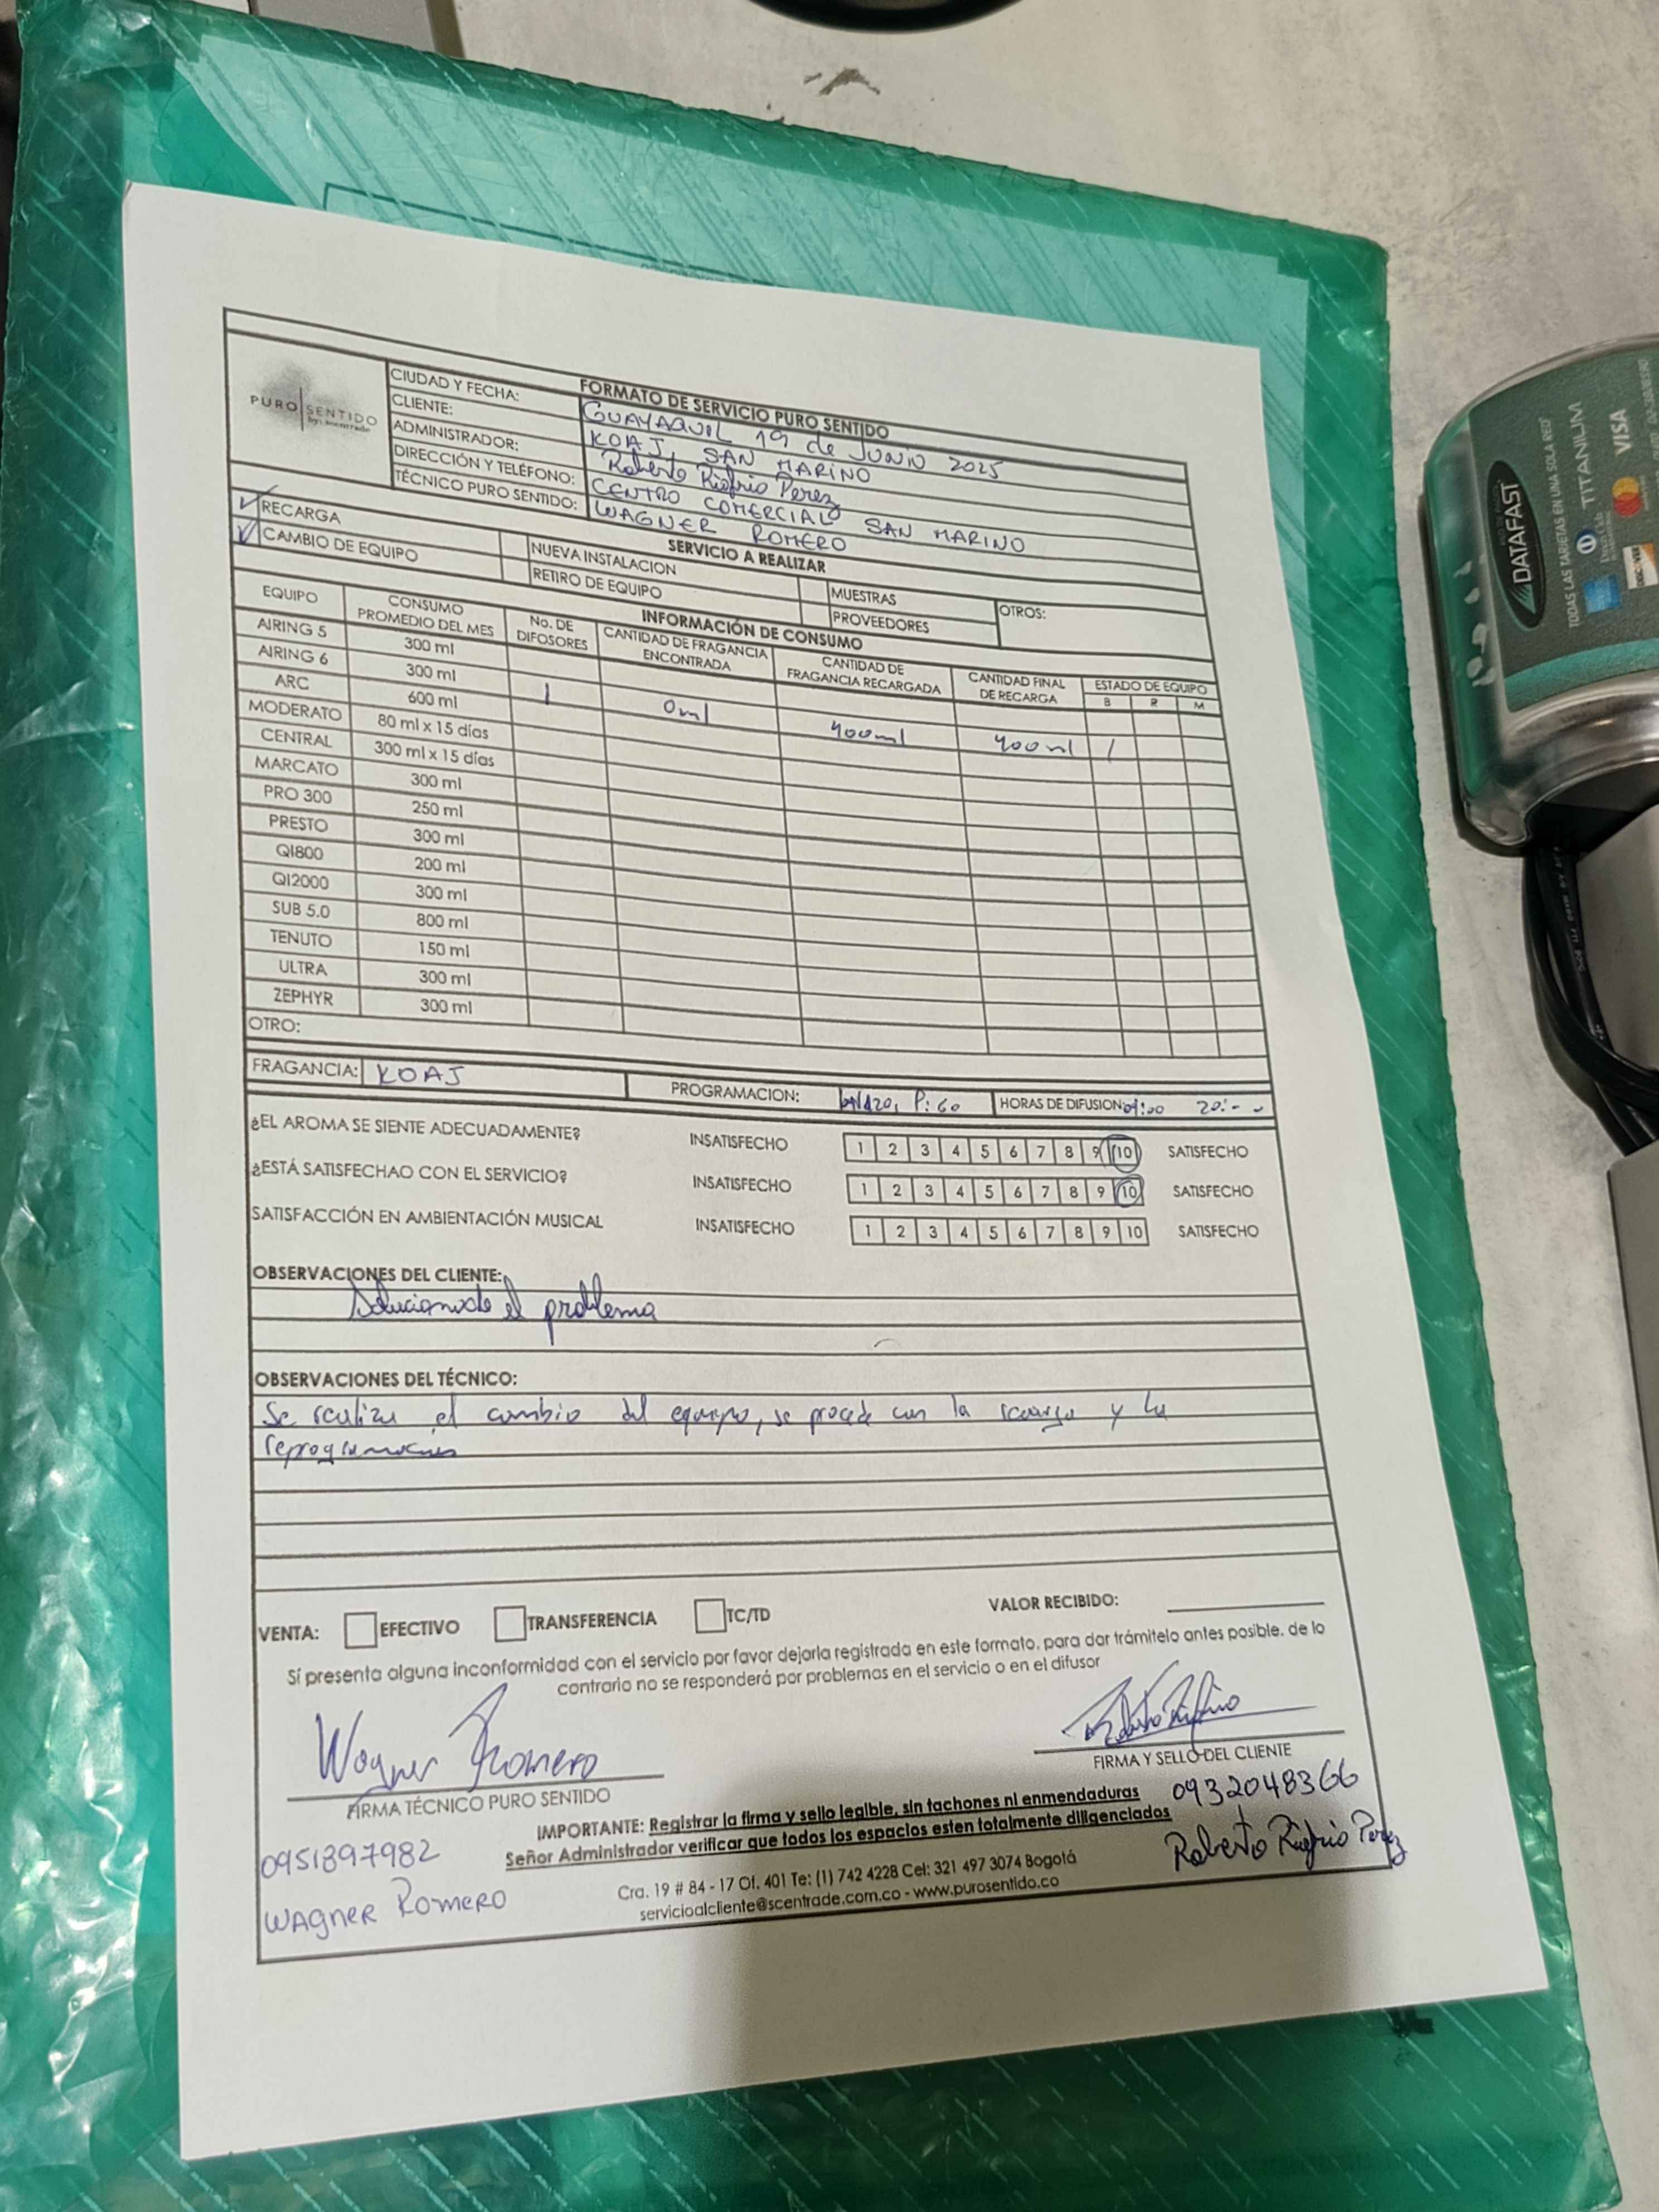 FORMATO DE SERVICIO PURO SENTIDO
PURO SENTIDO
CIUDAD Y FECHA: GUAYAQUIL 19 de JUNIO 2025
CLIENTE: KOAJ SAN MARINO
ADMINISTRADOR: Roberto Riofrio Perez
DIRECCIÓN Y TELÉFONO: CENTRO COMERCIAL SAN MARINO
TÉCNICO PURO SENTIDO: WAGNER ROMERO
SERVICIO A REALIZAR
RECARGA NUEVA INSTALACION MUESTRAS OTROS:
CAMBIO DE EQUIPO RETIRO DE EQUIPO PROVEEDORES
INFORMACIÓN DE CONSUMO
EQUIPO CONSUMO PROMEDIO DEL MES No. DE DIFOSORES CANTIDAD DE FRAGANCIA ENCONTRADA CANTIDAD DE FRAGANCIA RECARGADA CANTIDAD FINAL DE RECARGA ESTADO DE EQUIPO
B R M
AIRING 5 300 ml
AIRING 6 300 ml
ARC 600 ml 1 0ml 400ml 400ml /
MODERATO 80 ml x 15 días
CENTRAL 300 ml x 15 días
MARCATO 300 ml
PRO 300 250 ml
PRESTO 300 ml
QI800 200 ml
QI2000 300 ml
SUB 5.0 800 ml
TENUTO 150 ml
ULTRA 300 ml
ZEPHYR 300 ml
OTRO:
FRAGANCIA: KOAJ PROGRAMACION: P: 60 HORAS DE DIFUSION:
¿EL AROMA SE SIENTE ADECUADAMENTE? INSATISFECHO 1 2 3 4 5 6 7 8 9 10 SATISFECHO
¿ESTÁ SATISFECHAO CON EL SERVICIO? INSATISFECHO 1 2 3 4 5 6 7 8 9 10 SATISFECHO
SATISFACCIÓN EN AMBIENTACIÓN MUSICAL INSATISFECHO 1 2 3 4 5 6 7 8 9 10 SATISFECHO
OBSERVACIONES DEL CLIENTE:
Solucionado el problema
OBSERVACIONES DEL TÉCNICO:
Se realiza el cambio del equipo, se procede con la recarga y la
reprogramación
VENTA: EFECTIVO TRANSFERENCIA TC/TD VALOR RECIBIDO:
Sí presenta alguna inconformidad con el servicio por favor dejarla registrada en este formato, para dar trámitelo antes posible, de lo
contrario no se responderá por problemas en el servicio o en el difusor
Wagner Romero
FIRMA TÉCNICO PURO SENTIDO
0951897982
WAGNER ROMERO
Roberto Riofrio
FIRMA Y SELLO DEL CLIENTE
0932048366
Roberto Riofrio Perez
IMPORTANTE: Registrar la firma y sello legible, sin tachones ni enmendaduras
Señor Administrador verificar que todos los espacios esten totalmente diligenciados
Cra. 19 # 84 - 17 Of. 401 Te: (1) 742 4228 Cel: 321 497 3074 Bogotá
servicioalcliente@scentrade.com.co - www.purosentido.co
DATAFAST
TODAS LAS TARJETAS EN UNA SOLA RED
TITANIUM
VISA